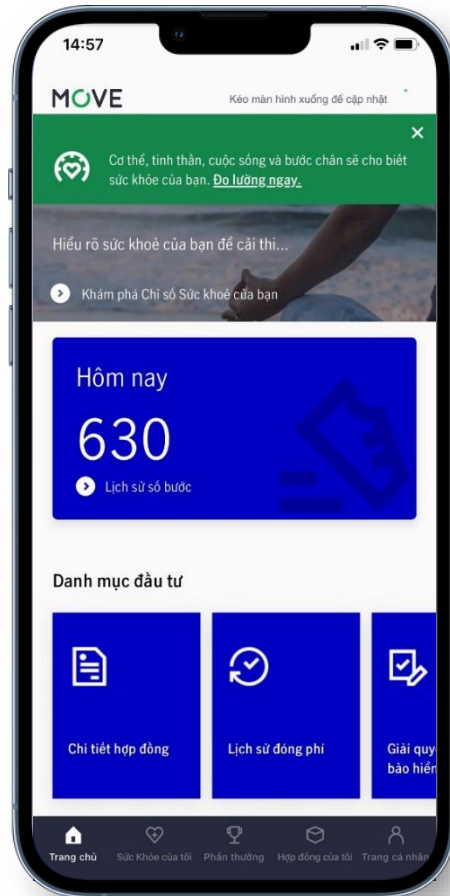 14:57
MOVE
Kéo màn hình xuống để cập nhật
Cơ thể, tinh thần, cuộc sống và bước chân sẽ cho biết
sức khỏe của bạn. Đo lường ngay.
Hiểu rõ sức khoẻ của bạn để cải thi...
Khám phá Chỉ số Sức khoẻ của bạn
Hôm nay
630
Lịch sử số bước
Danh mục đầu tư
Chi tiết hợp đồng
Lịch sử đóng phí
Giải quy
bảo hiển
Trang chủ
Sức Khỏe của tôi
Phần thưởng
Hợp đồng của tôi
Trang cá nhân